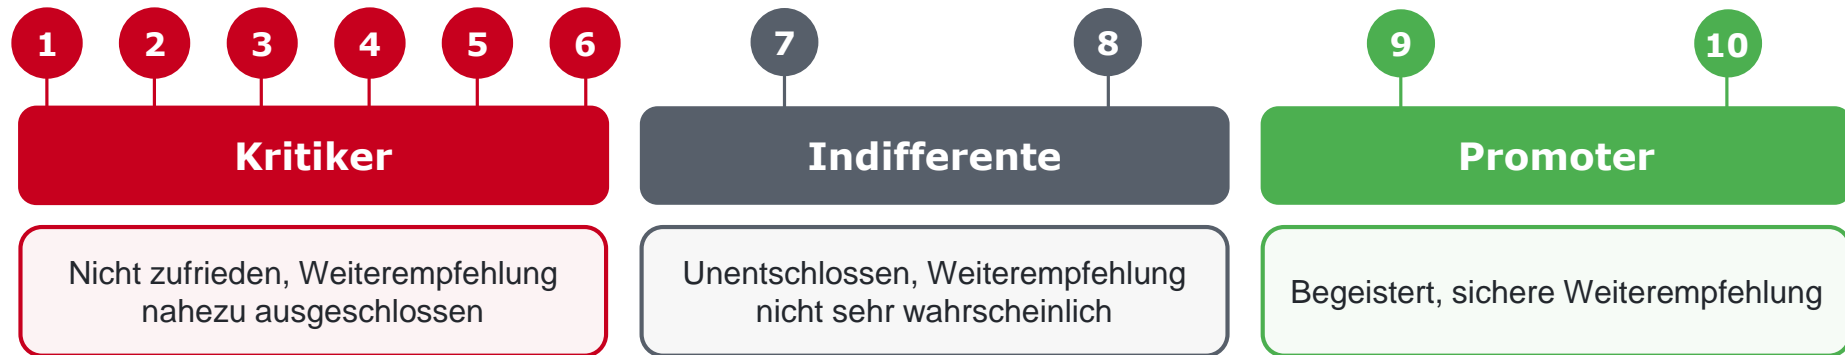 1 2 3 4 5 6 7 8 9 10
Kritiker Indifferente Promoter
Nicht zufrieden, Weiterempfehlung
nahezu ausgeschlossen
Unentschlossen, Weiterempfehlung
nicht sehr wahrscheinlich
Begeistert, sichere Weiterempfehlung